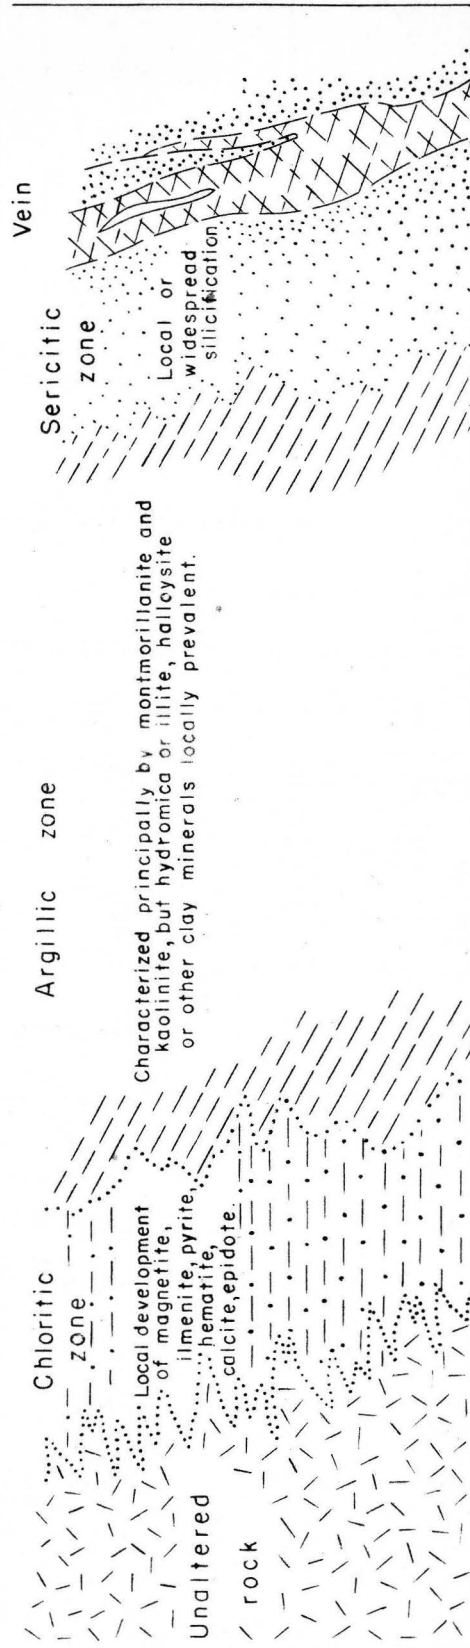 Unaltered
rock
Chloritic
zone
Local development
of magnetite,
ilmenite, pyrite,
hematite,
calcite, epidote.
Argillic zone
Characterized principally by montmorillanite and
kaolinite, but hydromica or illite, halloysite
or other clay minerals locally prevalent.
Sericitic
zone
Local or
widespread
silicification
Vein